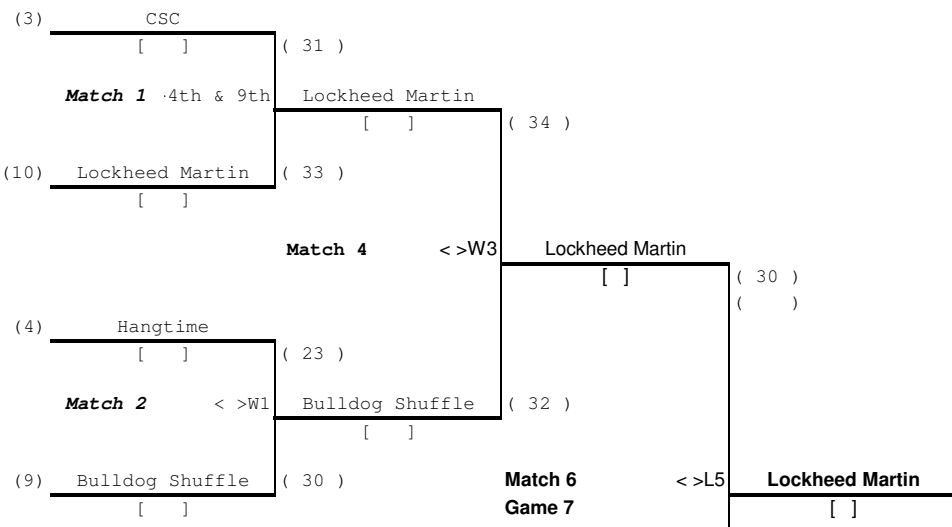 (3) CSC
[ ] ( 31 )
Match 1 ·4th & 9th Lockheed Martin
[ ] ( 34 )
(10) Lockheed Martin ( 33 )
[ ]
Match 4 < >W3 Lockheed Martin
[ ] ( 30 )
( )
(4) Hangtime
[ ] ( 23 )
Match 2 < >W1 Bulldog Shuffle ( 32 )
[ ]
(9) Bulldog Shuffle ( 30 ) Match 6 < >L5 Lockheed Martin
[ ] Game 7 [ ]